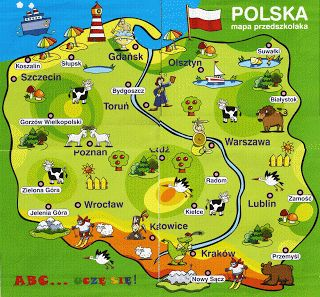 POLSKA
mapa przedszkolaka
Gdańsk
Suwałki
Koszalin
Słupsk
Olsztyn
Szczecin
Bydgoszcz
Białystok
Toruń
Gorzów Wielkopolski
Warszawa
Poznań
Łódź
Radom
Zielona Góra
Wrocław
Lublin
Zamość
Jelenia Góra
Kielce
Katowice
Kraków
Przemyśl
Nowy Sącz
ABC... UCZĘ SIĘ!